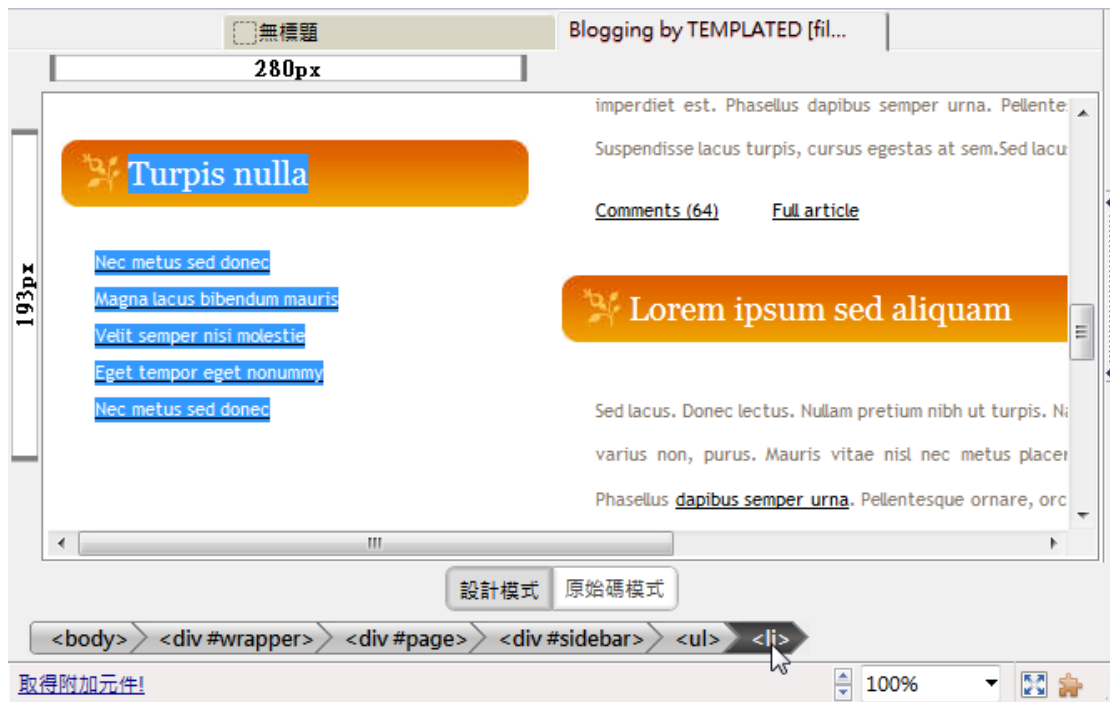 無標題
Blogging by TEMPLATED [fil...
280px
193px
Turpis nulla
Nec metus sed donec
Magna lacus bibendum mauris
Velit semper nisi molestie
Eget tempor eget nonummy
Nec metus sed donec
imperdiet est. Phasellus dapibus semper urna.
Suspendisse lacus turpis, cursus egestas at sem.Sed
Comments (64) Full article
Lorem ipsum sed aliquam
Sed lacus. Donec lectus. Nullam pretium nibh ut turpis.
varius non, purus. Mauris vitae nisl nec metus
Phasellus dapibus semper urna. Pellentesque ornare,
設計模式 原始碼模式
<body> <div #wrapper> <div #page> <div #sidebar> <ul> <li>
取得附加元件!
100%